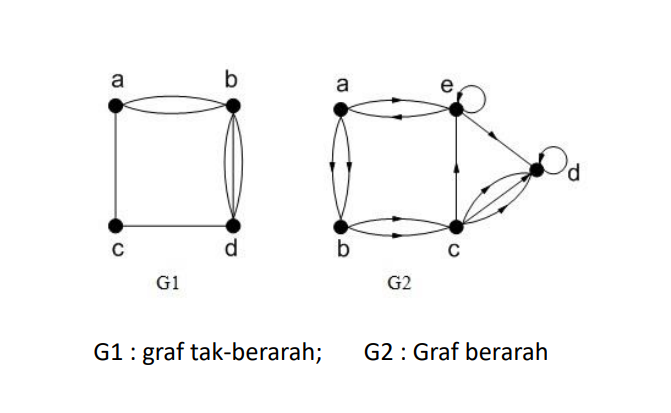 a b a e
d
c d b c
G1 G2
G1 : graf tak-berarah; G2 : Graf berarah